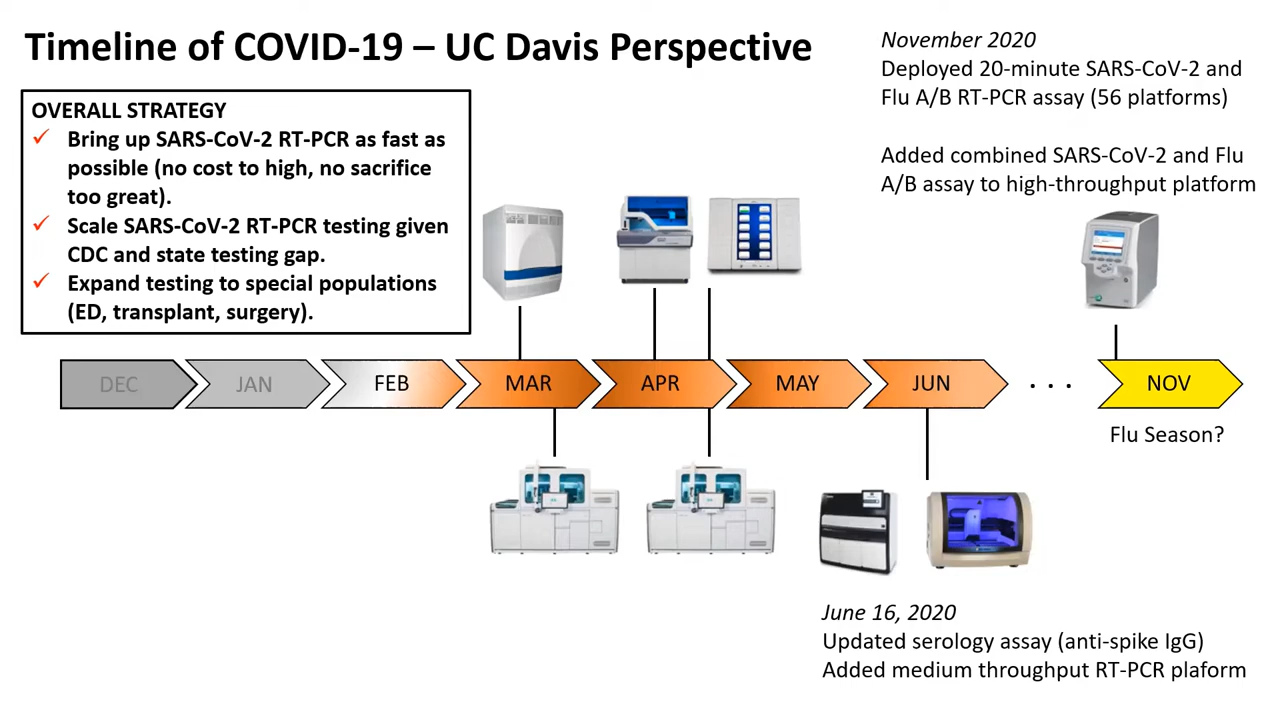 Timeline of COVID-19 – UC Davis Perspective
OVERALL STRATEGY
✓ Bring up SARS-CoV-2 RT-PCR as fast as
possible (no cost to high, no sacrifice
too great).
✓ Scale SARS-CoV-2 RT-PCR testing given
CDC and state testing gap.
✓ Expand testing to special populations
(ED, transplant, surgery).
November 2020
Deployed 20-minute SARS-CoV-2 and
Flu A/B RT-PCR assay (56 platforms)
Added combined SARS-CoV-2 and Flu
A/B assay to high-throughput platform
DEC JAN FEB MAR APR MAY JUN . . . NOV
Flu Season?
June 16, 2020
Updated serology assay (anti-spike IgG)
Added medium throughput RT-PCR plaform